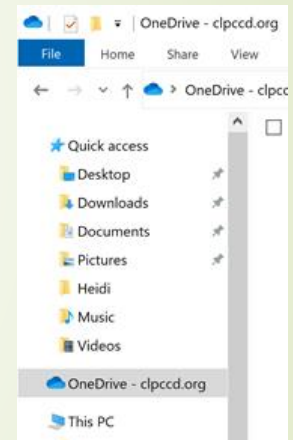 OneDrive - clpccd.org
File Home Share View
OneDrive - clpcc
Quick access
Desktop
Downloads
Documents
Pictures
Heidi
Music
Videos
OneDrive - clpccd.org
This PC